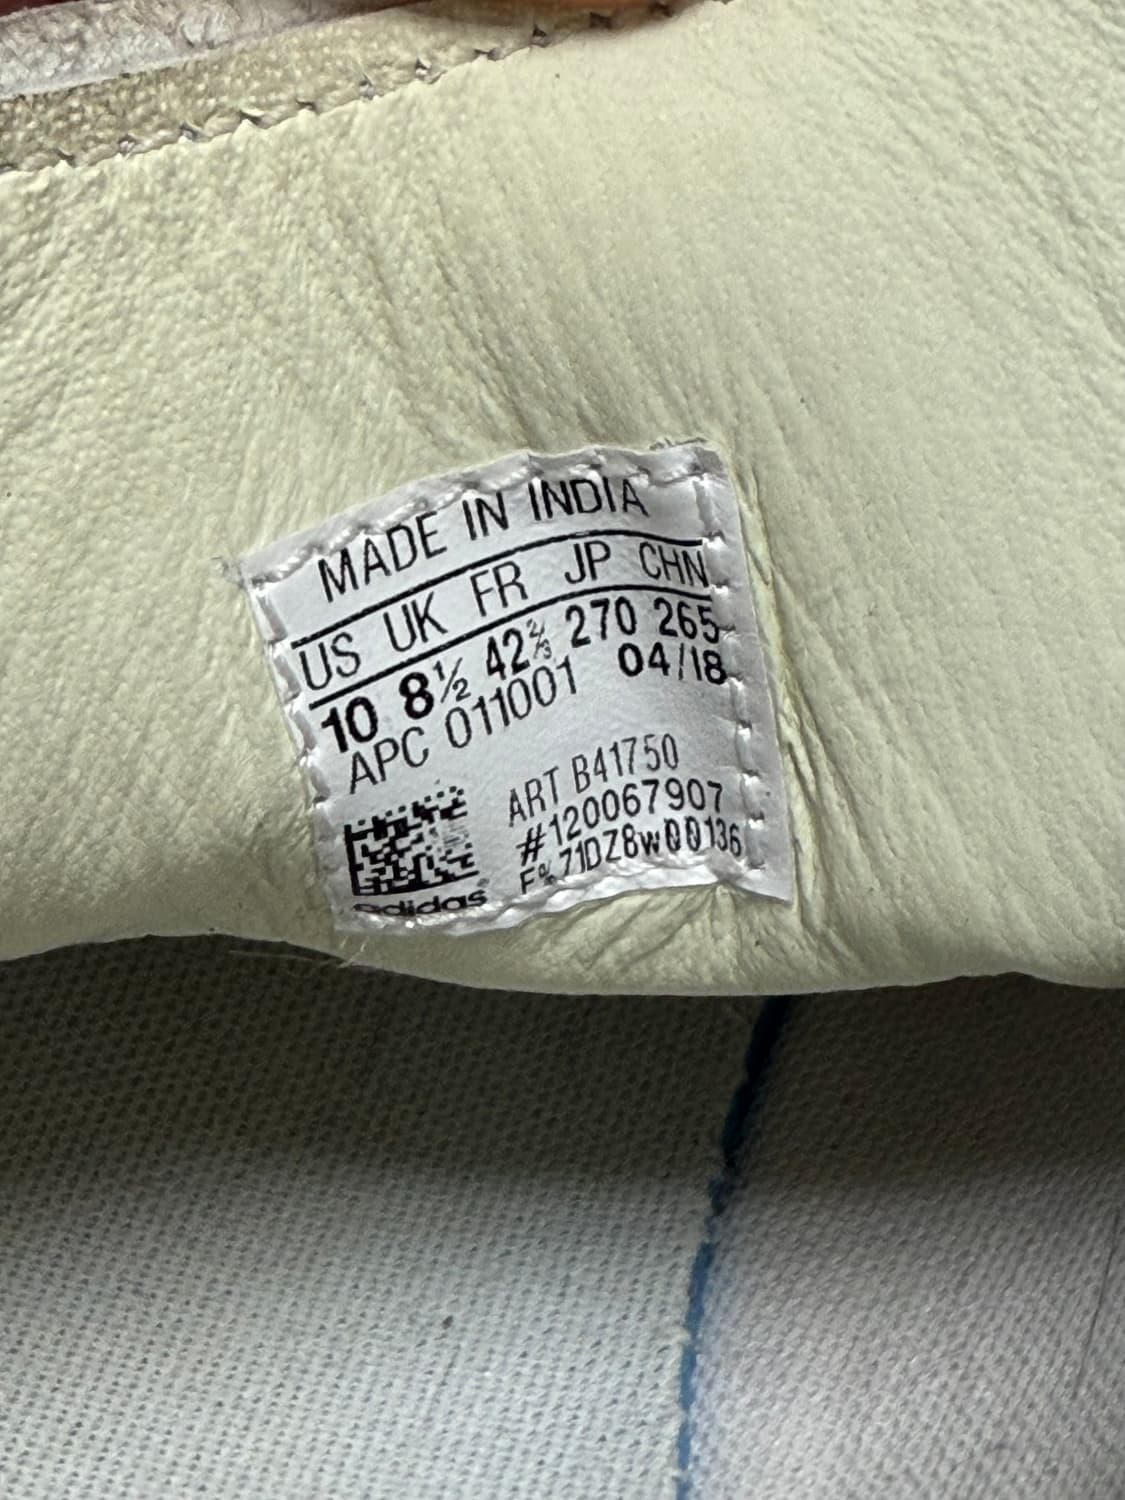 MADE IN INDIA
US UK FR JP CHN
10 8½ 42⅔ 270 265
APC 011001 04/18
ART B41750
#120067907
F% 71DZ8W00136
adidas